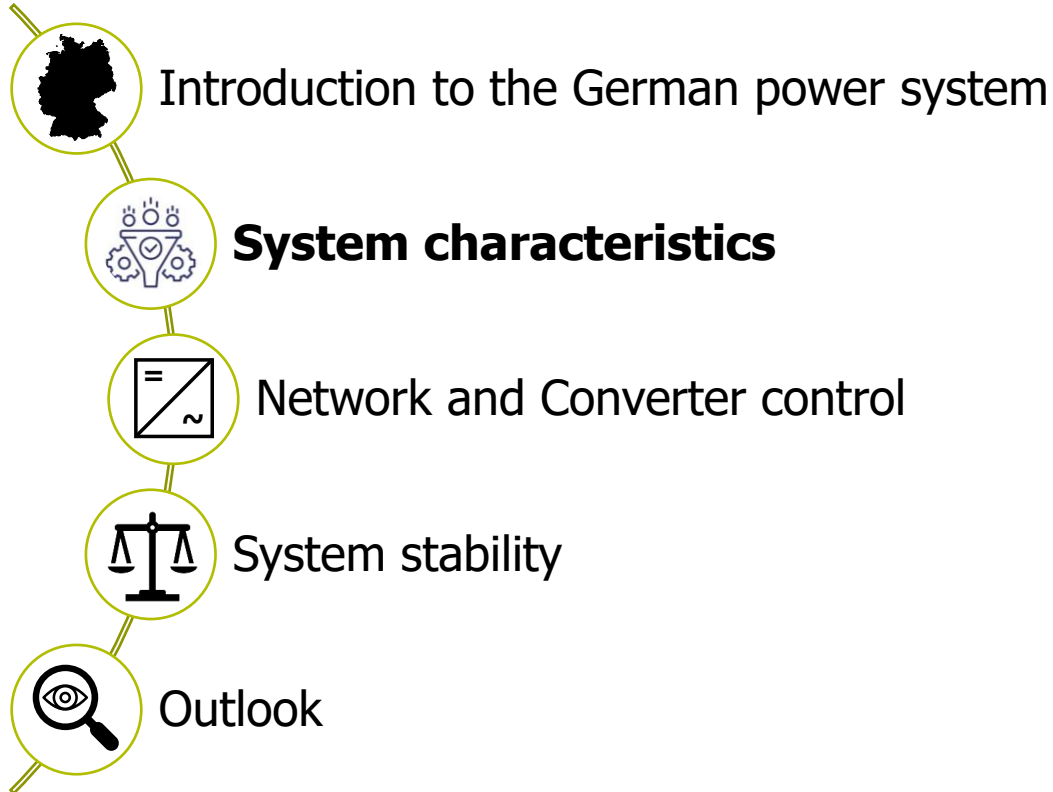 Introduction to the German power system
System characteristics
=
~
Network and Converter control
System stability
Outlook